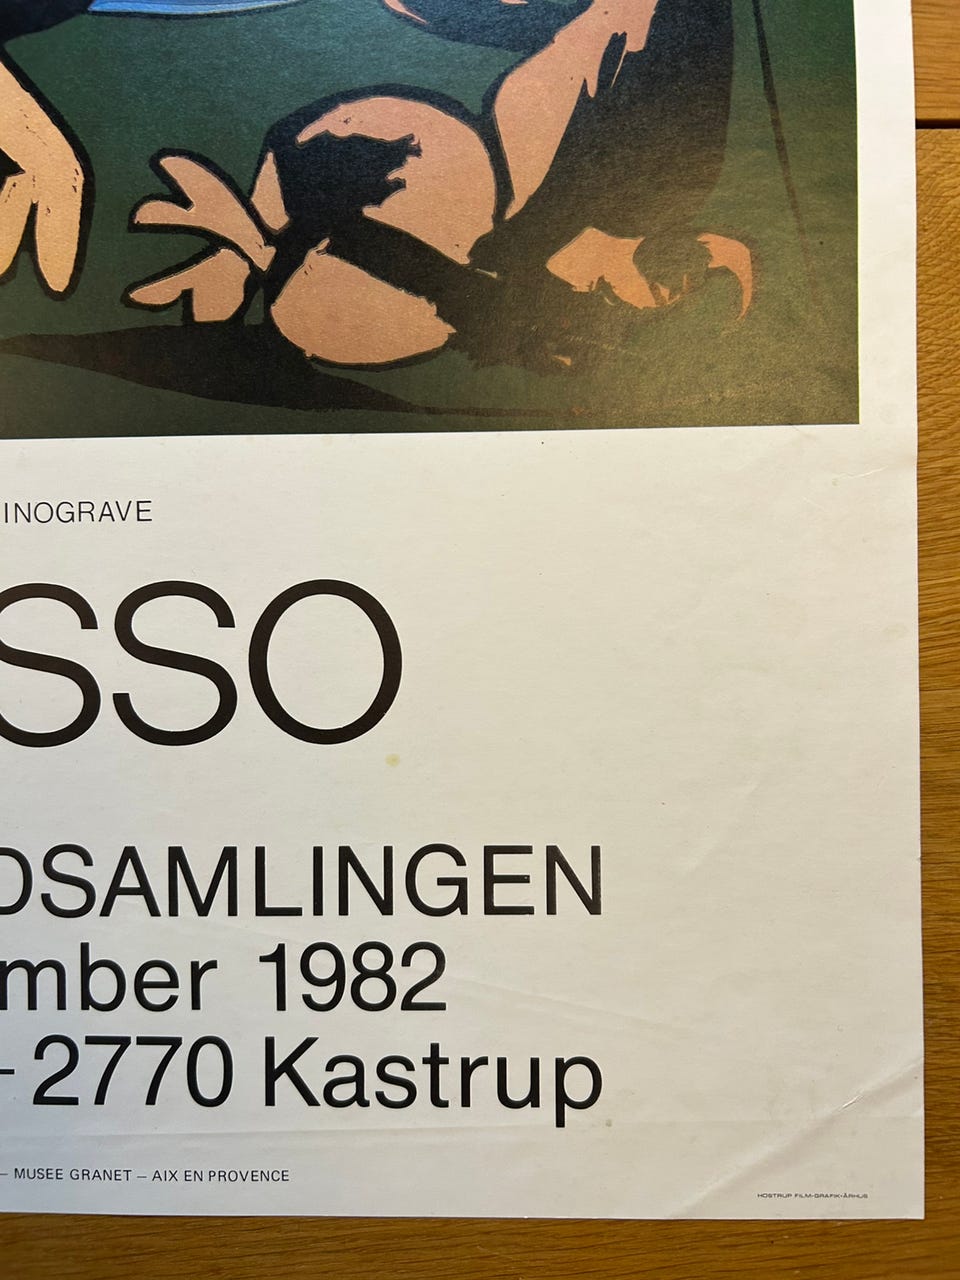 INOGRAVE
SSO
DSAMLINGEN
mber 1982
– 2770 Kastrup
– MUSEE GRANET – AIX EN PROVENCE
HOSTRUP FILM-GRAFIK-ÅRHUS